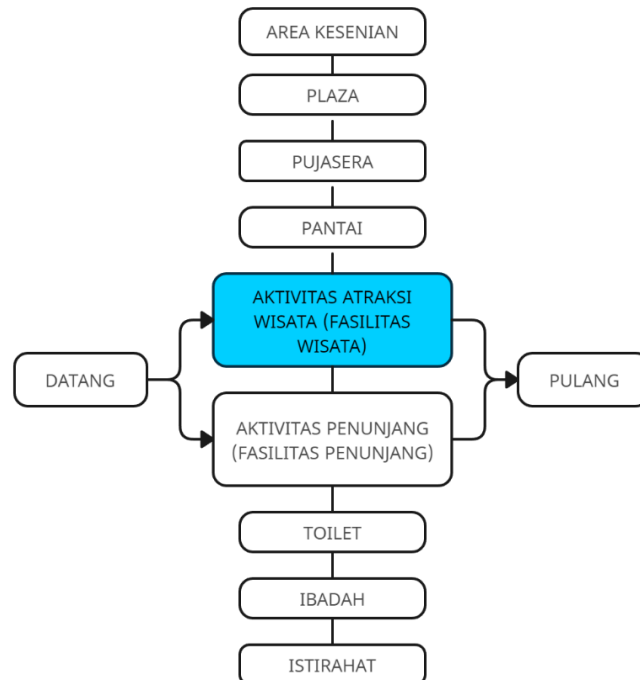 AREA KESENIAN
PLAZA
PUJASERA
PANTAI
AKTIVITAS ATRAKSI
WISATA (FASILITAS
WISATA)
DATANG
PULANG
AKTIVITAS PENUNJANG
(FASILITAS PENUNJANG)
TOILET
IBADAH
ISTIRAHAT